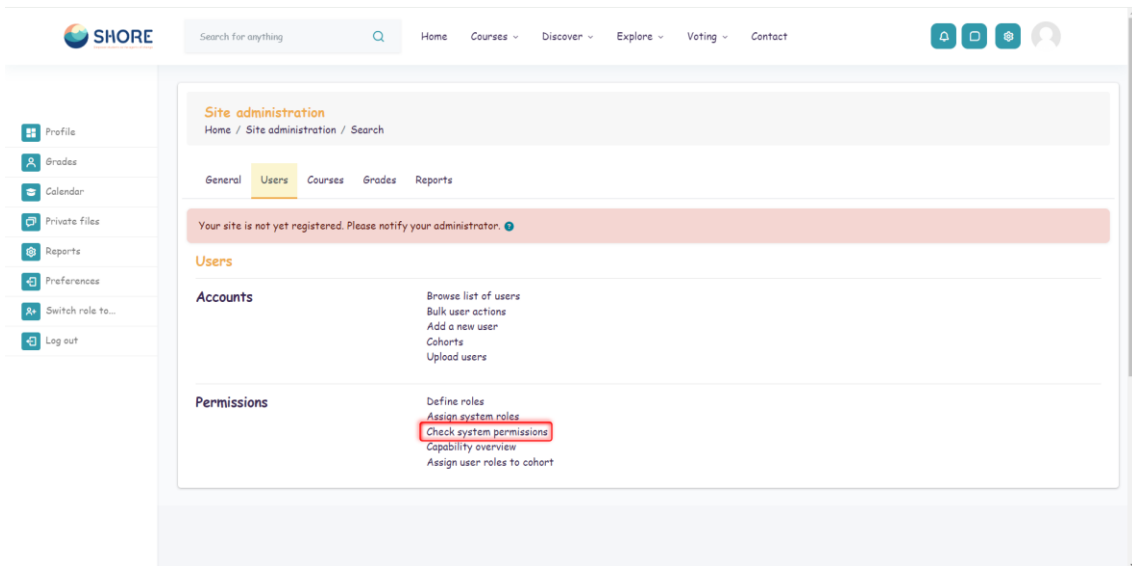 SHORE
Search for anything
Home Courses Discover Explore Voting Contact
Profile
Grades
Calendar
Private files
Reports
Preferences
Switch role to...
Log out
Site administration
Home / Site administration / Search
General Users Courses Grades Reports
Your site is not yet registered. Please notify your administrator.
Users
Accounts
Browse list of users
Bulk user actions
Add a new user
Cohorts
Upload users
Permissions
Define roles
Assign system roles
Check system permissions
Capability overview
Assign user roles to cohort